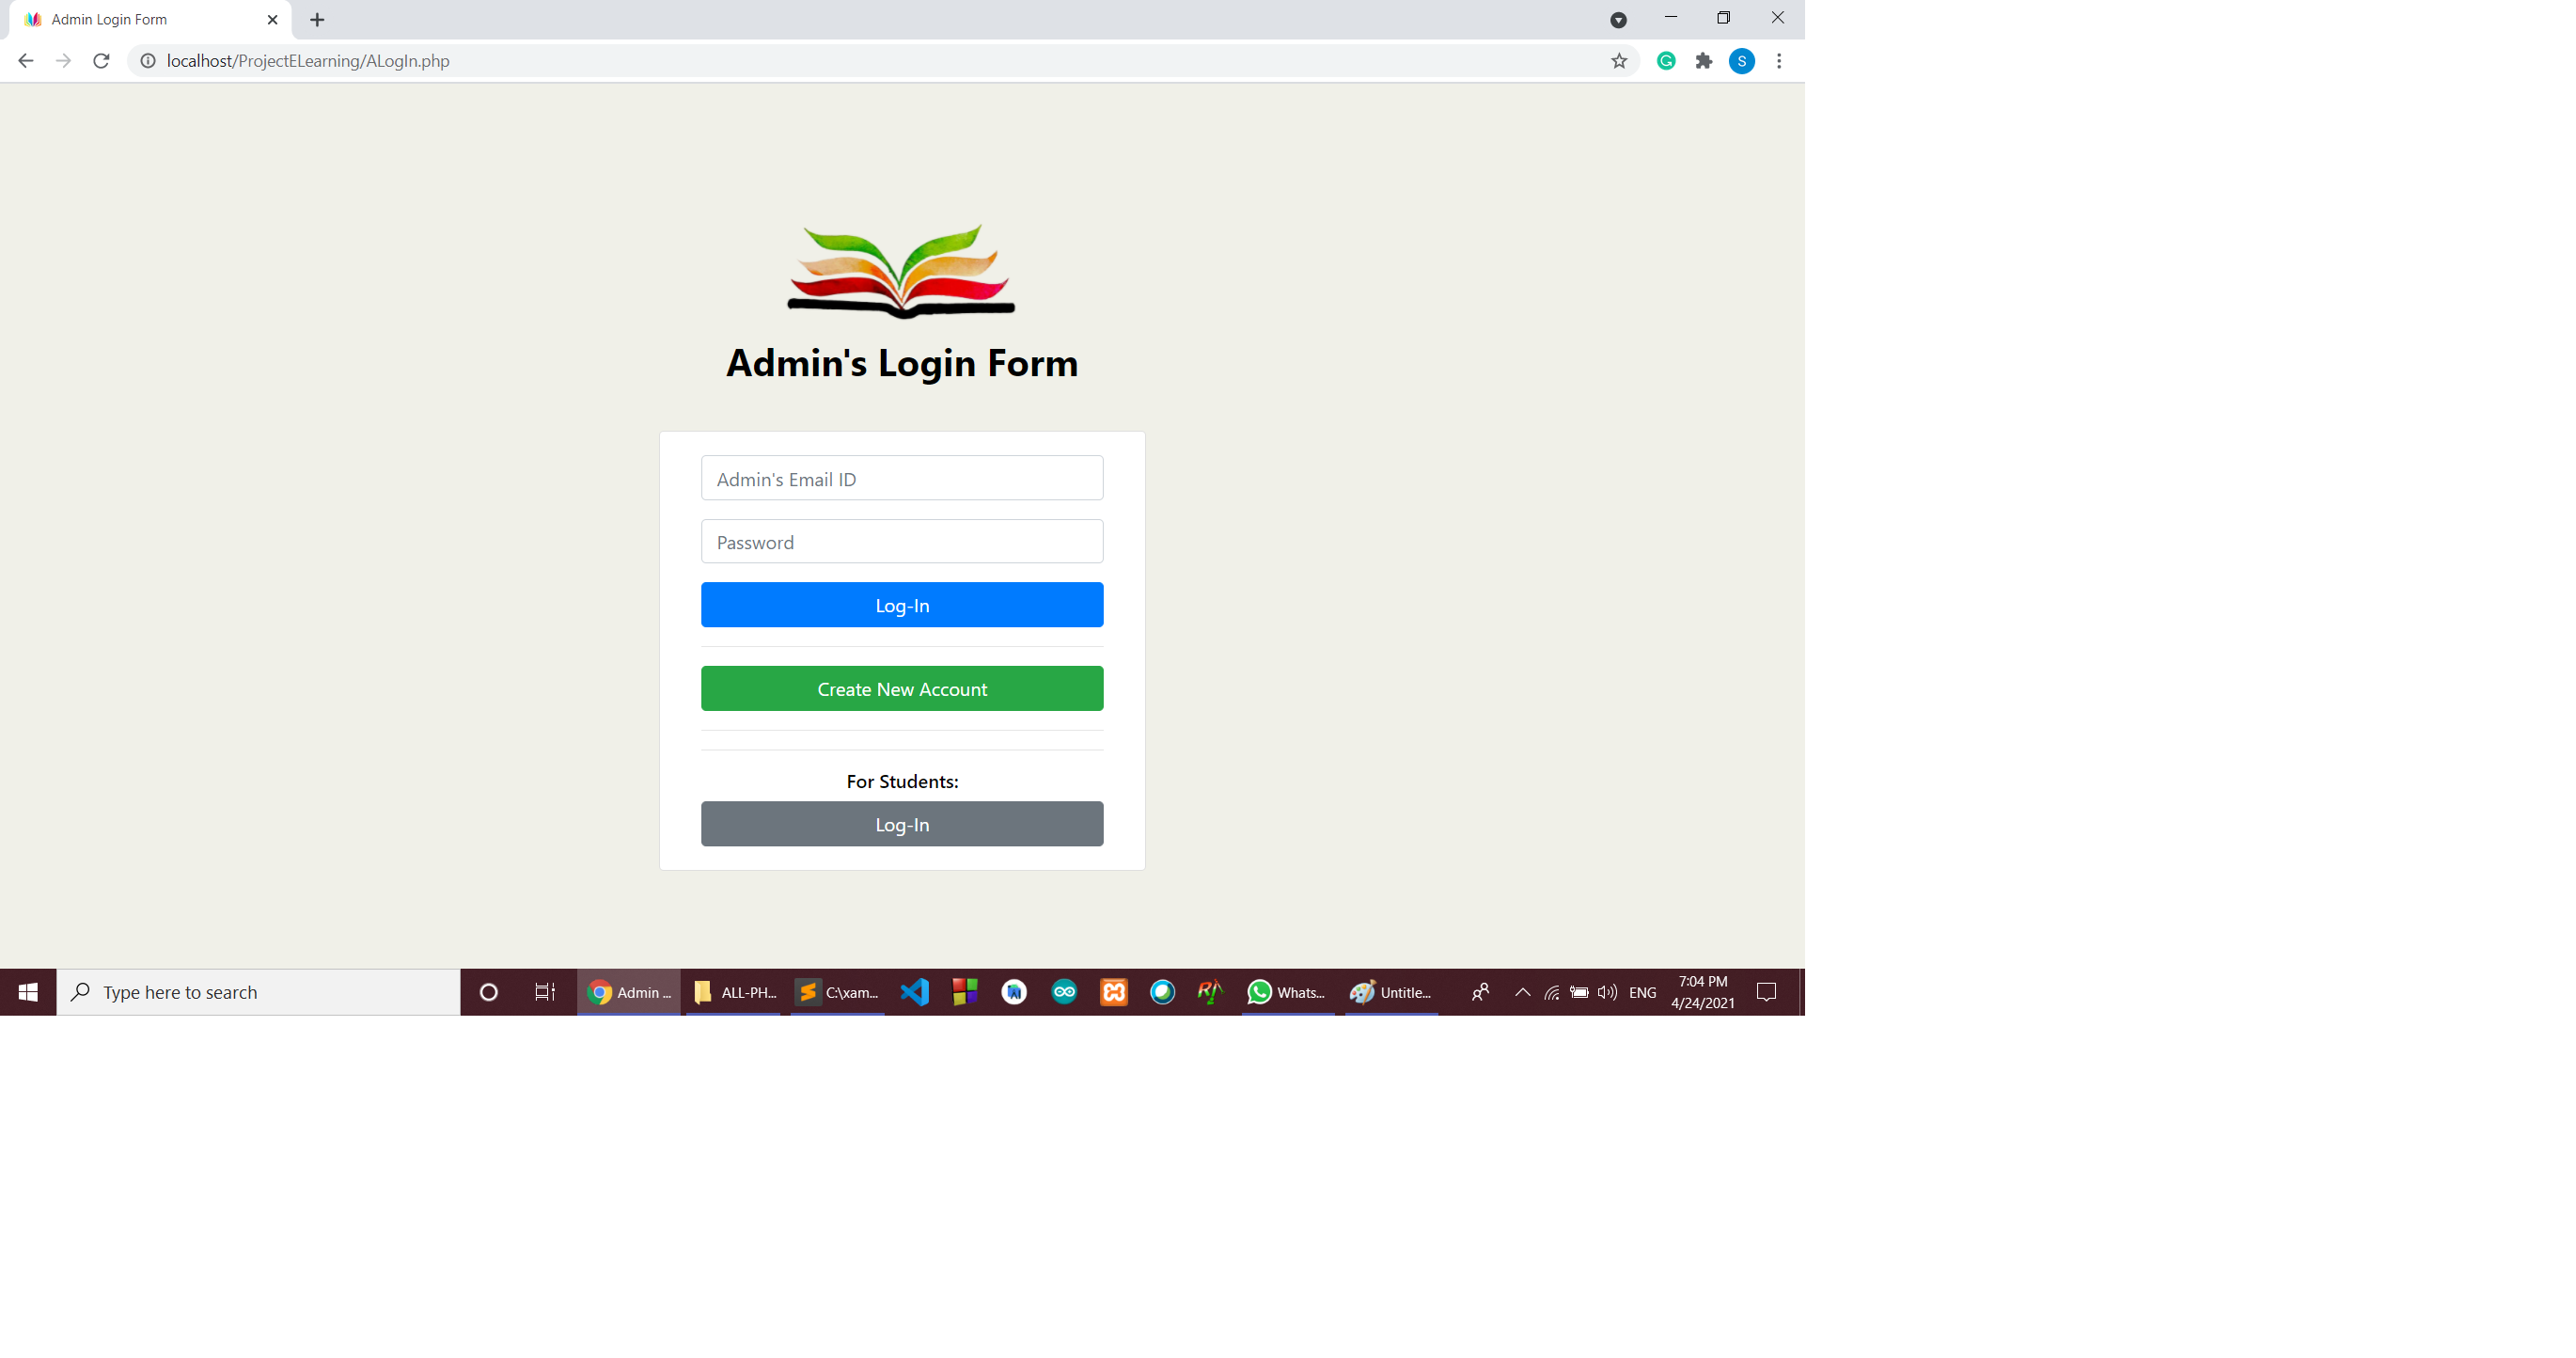 Admin Login Form
localhost/ProjectELearning/ALogIn.php
S
Admin's Login Form
Admin's Email ID
Password
Log-In
Create New Account
For Students:
Log-In
Type here to search
Admin ...
ALL-PH...
C:\xam...
Whats...
Untitle...
ENG
7:04 PM
4/24/2021